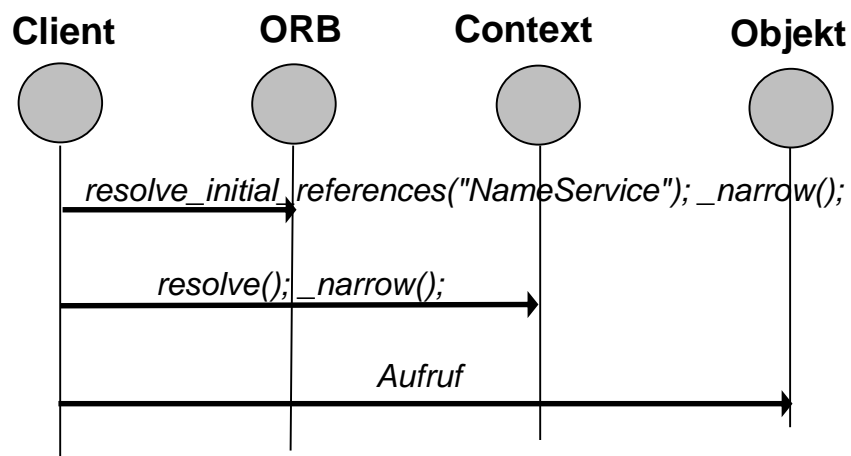 Client ORB Context Objekt
resolve_initial_references("NameService"); _narrow();
resolve(); _narrow();
Aufruf